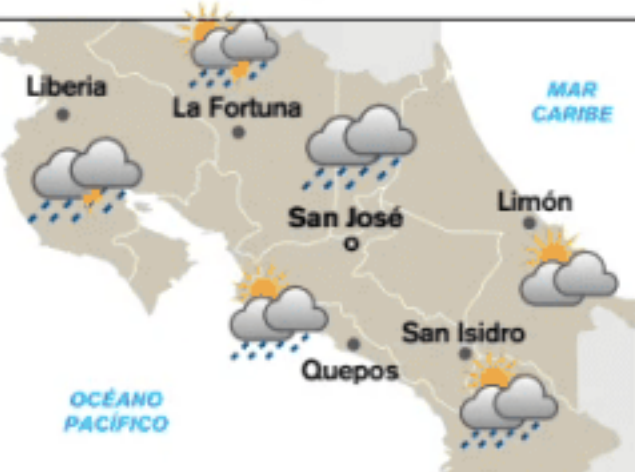 Liberia
La Fortuna
MAR
CARIBE
San José
Limón
San Isidro
Quepos
OCÉANO
PACÍFICO